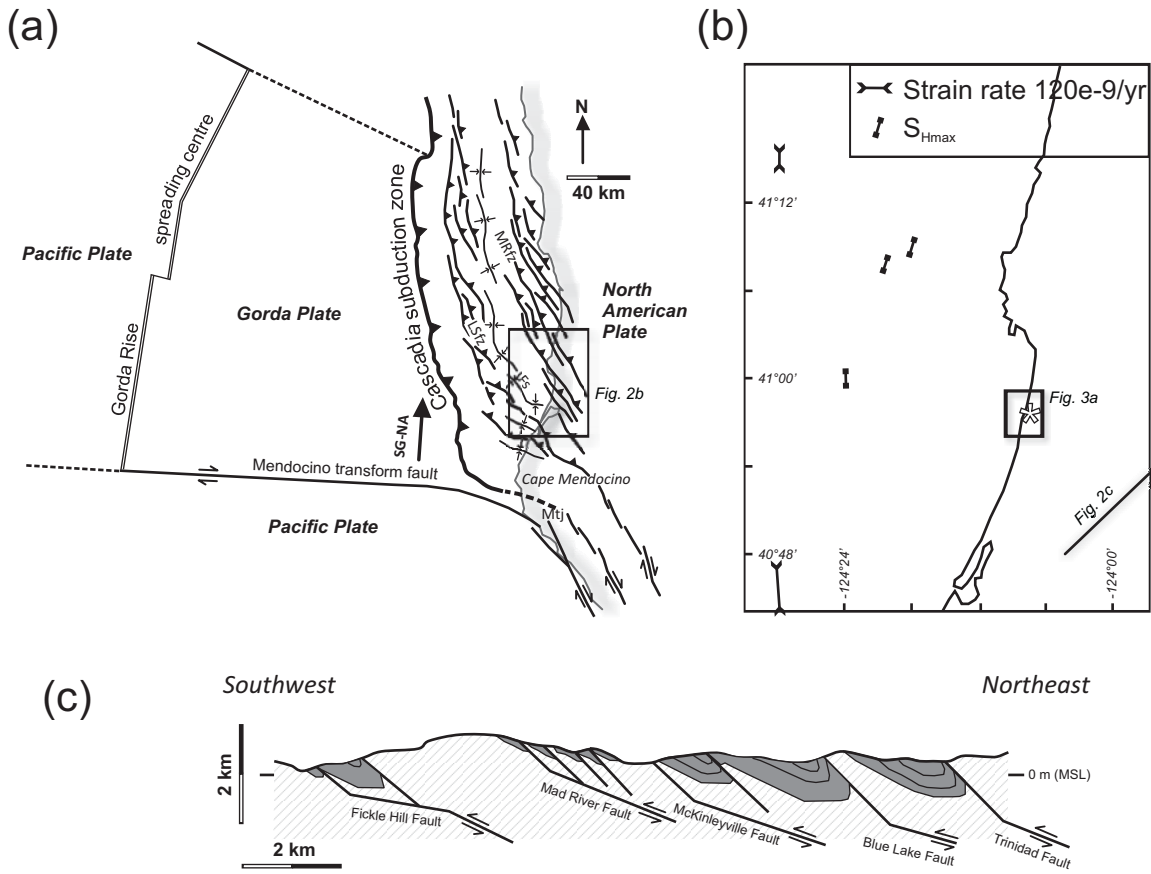 (a)
Pacific Plate
spreading centre
Gorda Rise
Gorda Plate
Cascadia subduction zone
N
40 km
MRfz
LSfz
Fs
North
American
Plate
Fig. 2b
SG-NA
Mendocino transform fault
Cape Mendocino
Mtj
Pacific Plate
(b)
Strain rate 120e-9/yr
SHmax
41°12'
41°00'
40°48'
-124°24'
-124°00'
Fig. 3a
Fig. 2c
(c)
Southwest
Northeast
2 km
0 m (MSL)
Fickle Hill Fault
Mad River Fault
McKinleyville Fault
Blue Lake Fault
Trinidad Fault
2 km